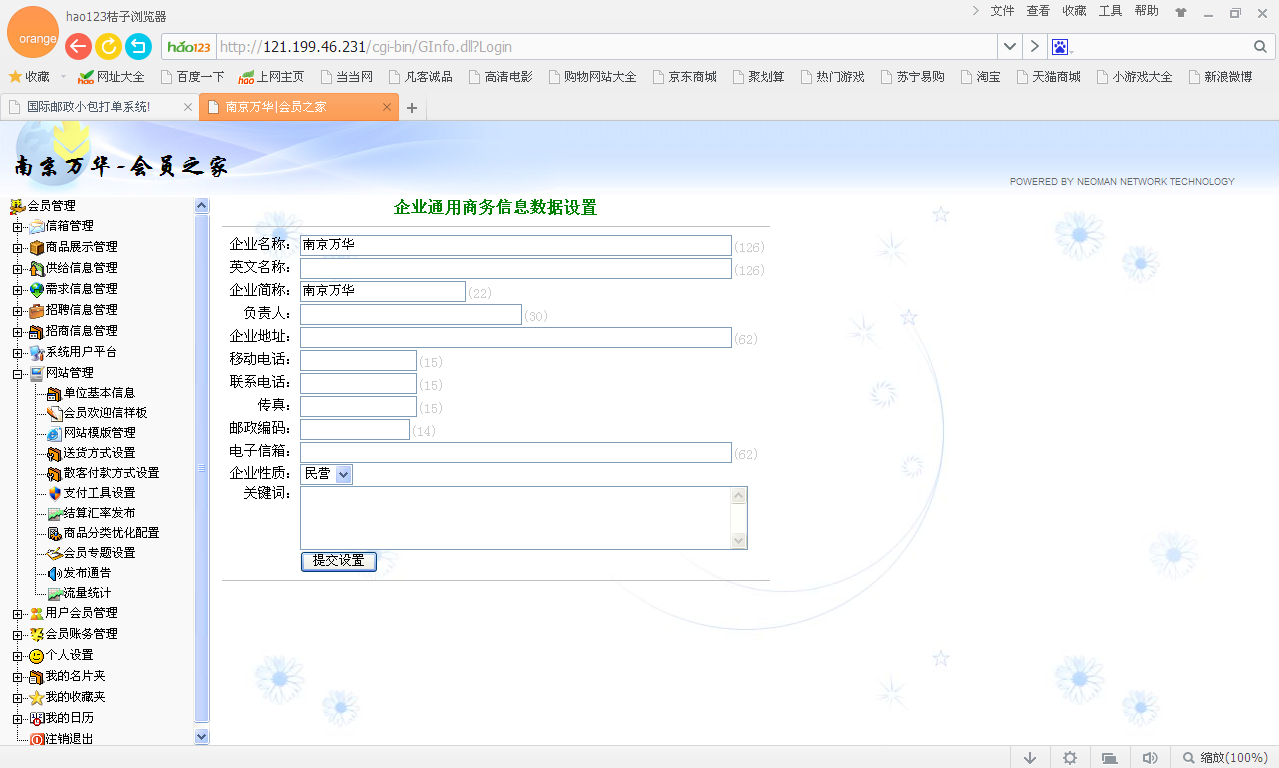 hao123桔子浏览器
文件 查看 收藏 工具 帮助
orange
hao123 http://121.199.46.231/cgi-bin/GInfo.dll?Login
收藏 hao 网址大全 百度一下 hao 上网主页 当当网 凡客诚品 高清电影 购物网站大全 京东商城 聚划算 热门游戏 苏宁易购 淘宝 天猫商城 小游戏大全 新浪微博
国际邮政小包打单系统! 南京万华|会员之家
南京万华-会员之家
POWERED BY NEOMAN NETWORK TECHNOLOGY
会员管理
信箱管理
商品展示管理
供给信息管理
需求信息管理
招聘信息管理
招商信息管理
系统用户平台
网站管理
单位基本信息
会员欢迎信样板
网站模版管理
送货方式设置
散客付款方式设置
支付工具设置
结算汇率发布
商品分类优化配置
会员专题设置
发布通告
流量统计
用户会员管理
会员账务管理
个人设置
我的名片夹
我的收藏夹
我的日历
注销退出
企业通用商务信息数据设置
企业名称: 南京万华 (126)
英文名称: (126)
企业简称: 南京万华 (22)
负责人: (30)
企业地址: (62)
移动电话: (15)
联系电话: (15)
传真: (15)
邮政编码: (14)
电子信箱: (62)
企业性质: 民营
关键词:
提交设置
缩放(100%)